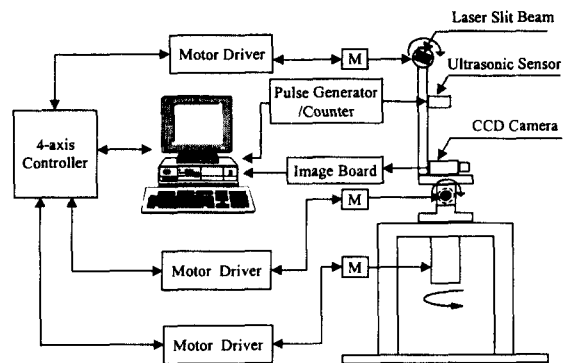 Laser Slit Beam
Motor Driver
M
Ultrasonic Sensor
Pulse Generator
/Counter
4-axis
Controller
CCD Camera
Image Board
M
Motor Driver
M
Motor Driver